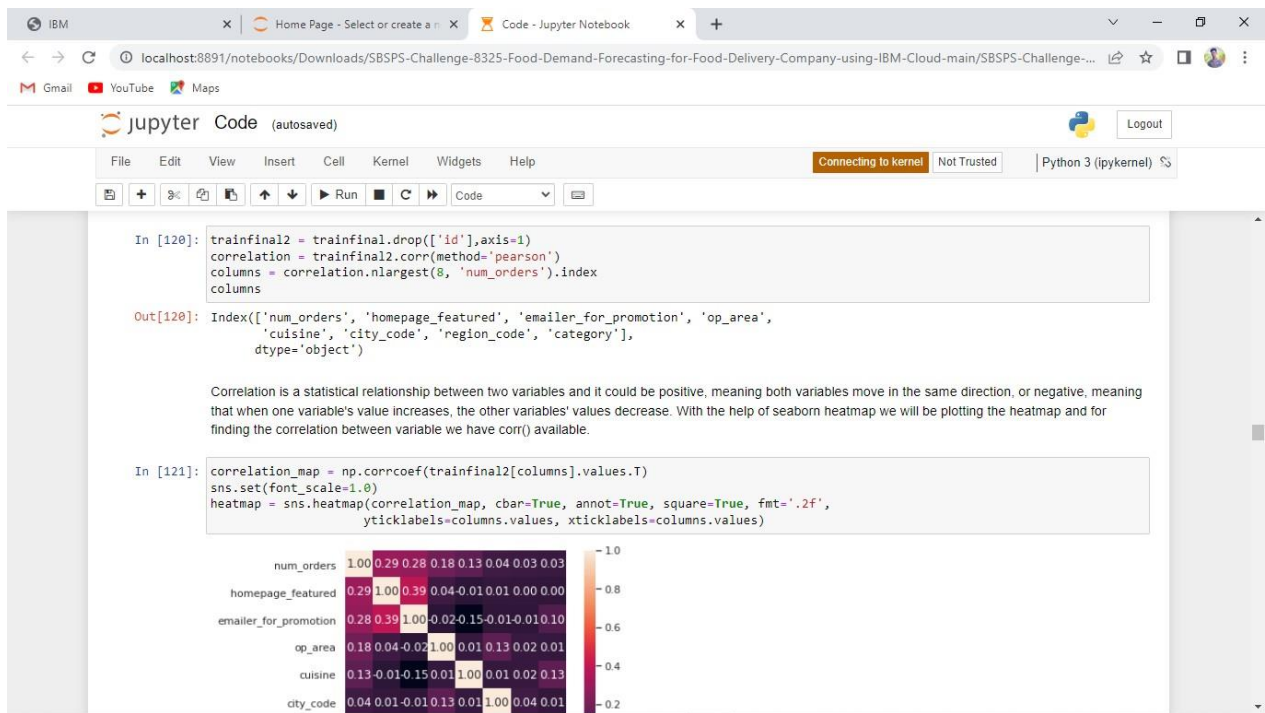 IBM
Home Page - Select or create a n
Code - Jupyter Notebook
localhost:8891/notebooks/Downloads/SBSPS-Challenge-8325-Food-Demand-Forecasting-for-Food-Delivery-Company-using-IBM-Cloud-main/SBSPS-Challenge-...
Gmail YouTube Maps
jupyter Code (autosaved) Logout
File Edit View Insert Cell Kernel Widgets Help Connecting to kernel Not Trusted Python 3 (ipykernel)
Run Code
In [120]: trainfinal2 = trainfinal.drop(['id'],axis=1)
correlation = trainfinal2.corr(method='pearson')
columns = correlation.nlargest(8, 'num_orders').index
columns
Out[120]: Index(['num_orders', 'homepage_featured', 'emailer_for_promotion', 'op_area',
'cuisine', 'city_code', 'region_code', 'category'],
dtype='object')
Correlation is a statistical relationship between two variables and it could be positive, meaning both variables move in the same direction, or negative, meaning
that when one variable's value increases, the other variables' values decrease. With the help of seaborn heatmap we will be plotting the heatmap and for
finding the correlation between variable we have corr() available.
In [121]: correlation_map = np.corrcoef(trainfinal2[columns].values.T)
sns.set(font_scale=1.0)
heatmap = sns.heatmap(correlation_map, cbar=True, annot=True, square=True, fmt='.2f',
yticklabels=columns.values, xticklabels=columns.values)
num_orders 1.00 0.29 0.28 0.18 0.13 0.04 0.03 0.03 1.0
homepage_featured 0.29 1.00 0.39 0.04 -0.01 0.01 0.00 0.00 0.8
emailer_for_promotion 0.28 0.39 1.00 -0.02 -0.15 -0.01 -0.01 0.10 0.6
op_area 0.18 0.04 -0.02 1.00 0.01 0.13 0.02 0.01
cuisine 0.13 -0.01 -0.15 0.01 1.00 0.01 0.02 0.13 0.4
city_code 0.04 0.01 -0.01 0.13 0.01 1.00 0.04 0.01 0.2